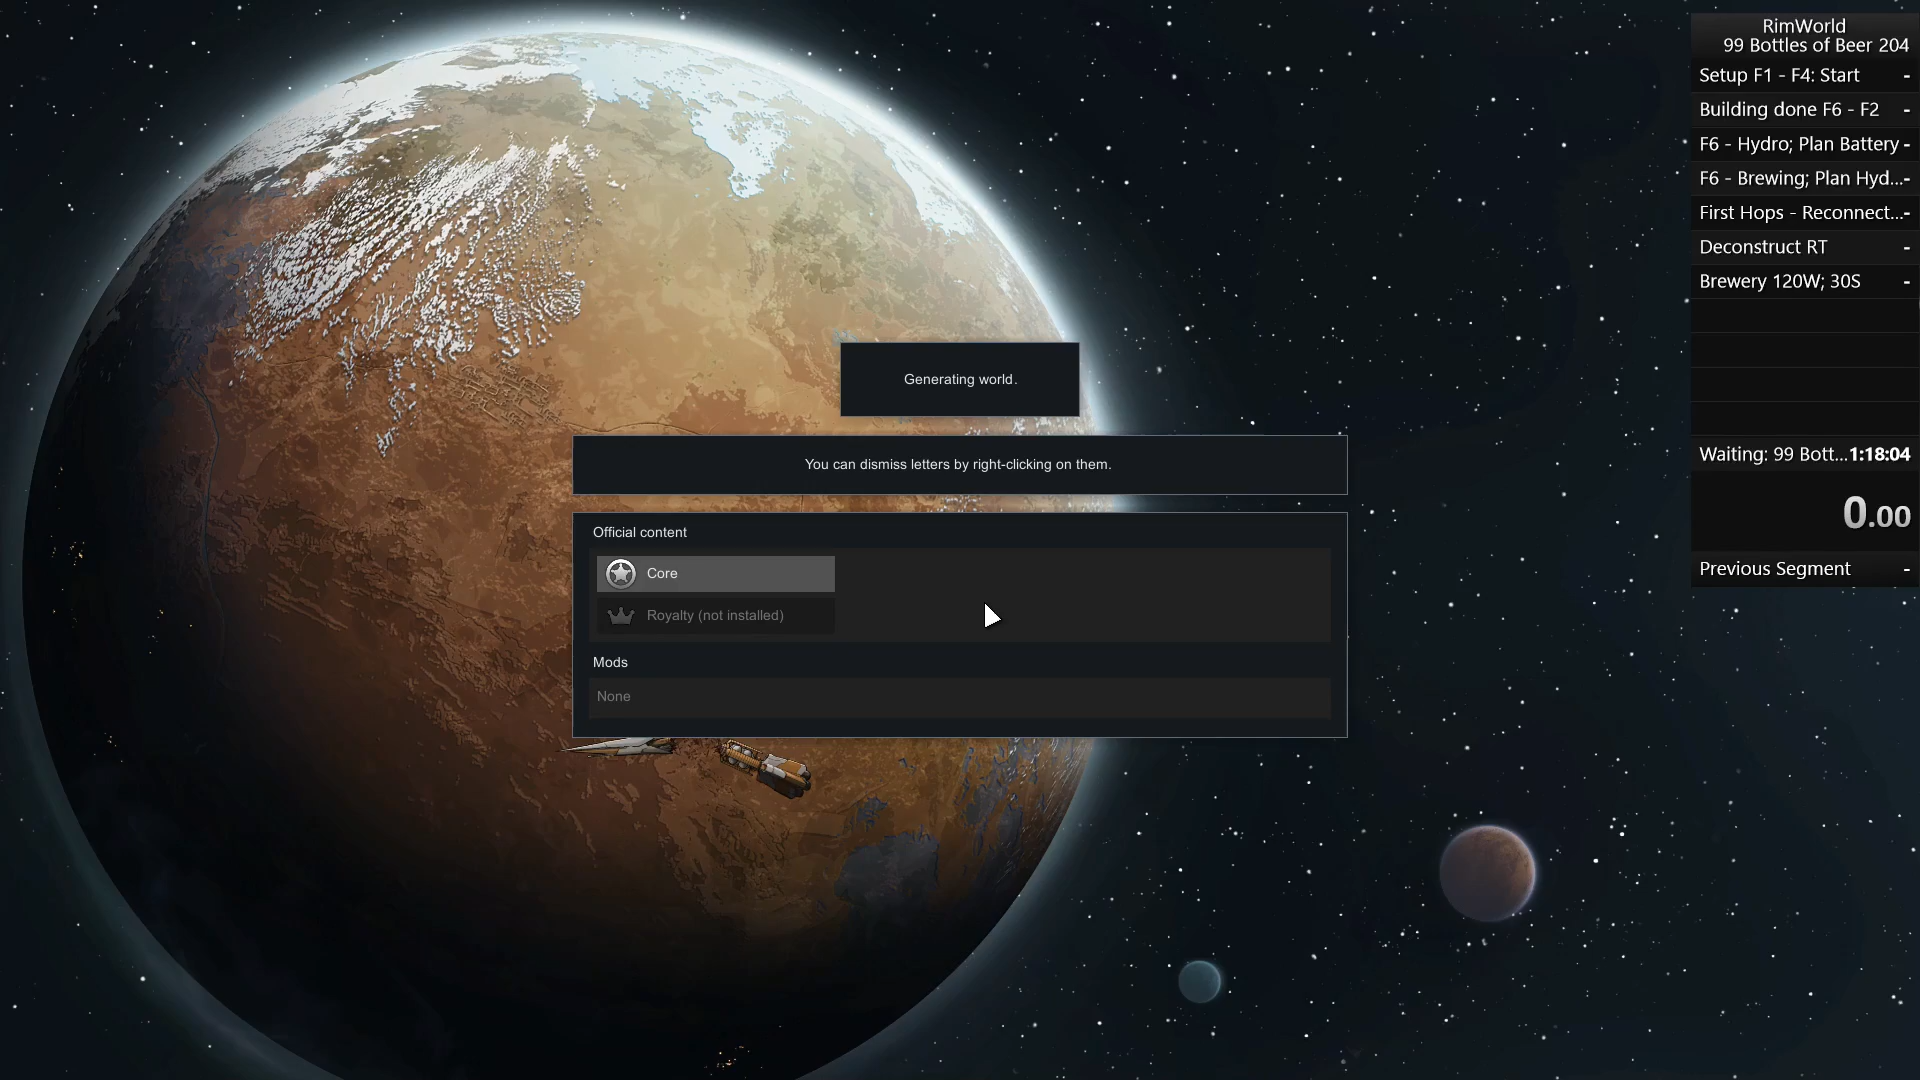 RimWorld
99 Bottles of Beer 204
Setup F1 - F4: Start -
Building done F6 - F2 -
F6 - Hydro; Plan Battery -
F6 - Brewing; Plan Hyd...-
First Hops - Reconnect...-
Deconstruct RT -
Brewery 120W; 30S -
Waiting: 99 Bott...1:18:04
0.00
Previous Segment -
Generating world.
You can dismiss letters by right-clicking on them.
Official content
Core
Royalty (not installed)
Mods
None